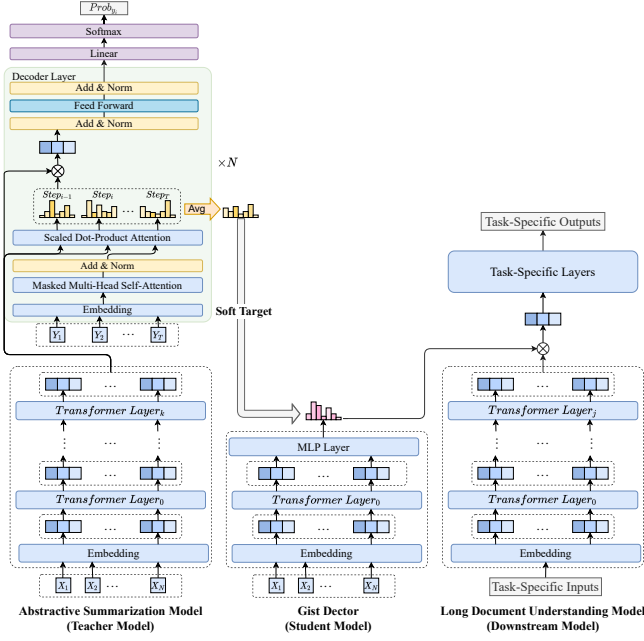 Prob_{y_i}
Softmax
Linear
Decoder Layer
Add & Norm
Feed Forward
Add & Norm
× N
Step_{i-1} Step_i Step_T
...
Avg
Scaled Dot-Product Attention
Add & Norm
Masked Multi-Head Self-Attention
Embedding
Y_1 Y_2 ... Y_T
... 
Transformer Layer_k
... 
...
Transformer Layer_0
...
Embedding
X_1 X_2 ... X_N
Abstractive Summarization Model
(Teacher Model)
Soft Target
MLP Layer
...
Transformer Layer_0
...
Embedding
X_1 X_2 ... X_N
Gist Dector
(Student Model)
Task-Specific Outputs
Task-Specific Layers
...
Transformer Layer_j
...
...
Transformer Layer_0
...
Embedding
Task-Specific Inputs
Long Document Understanding Model
(Downstream Model)